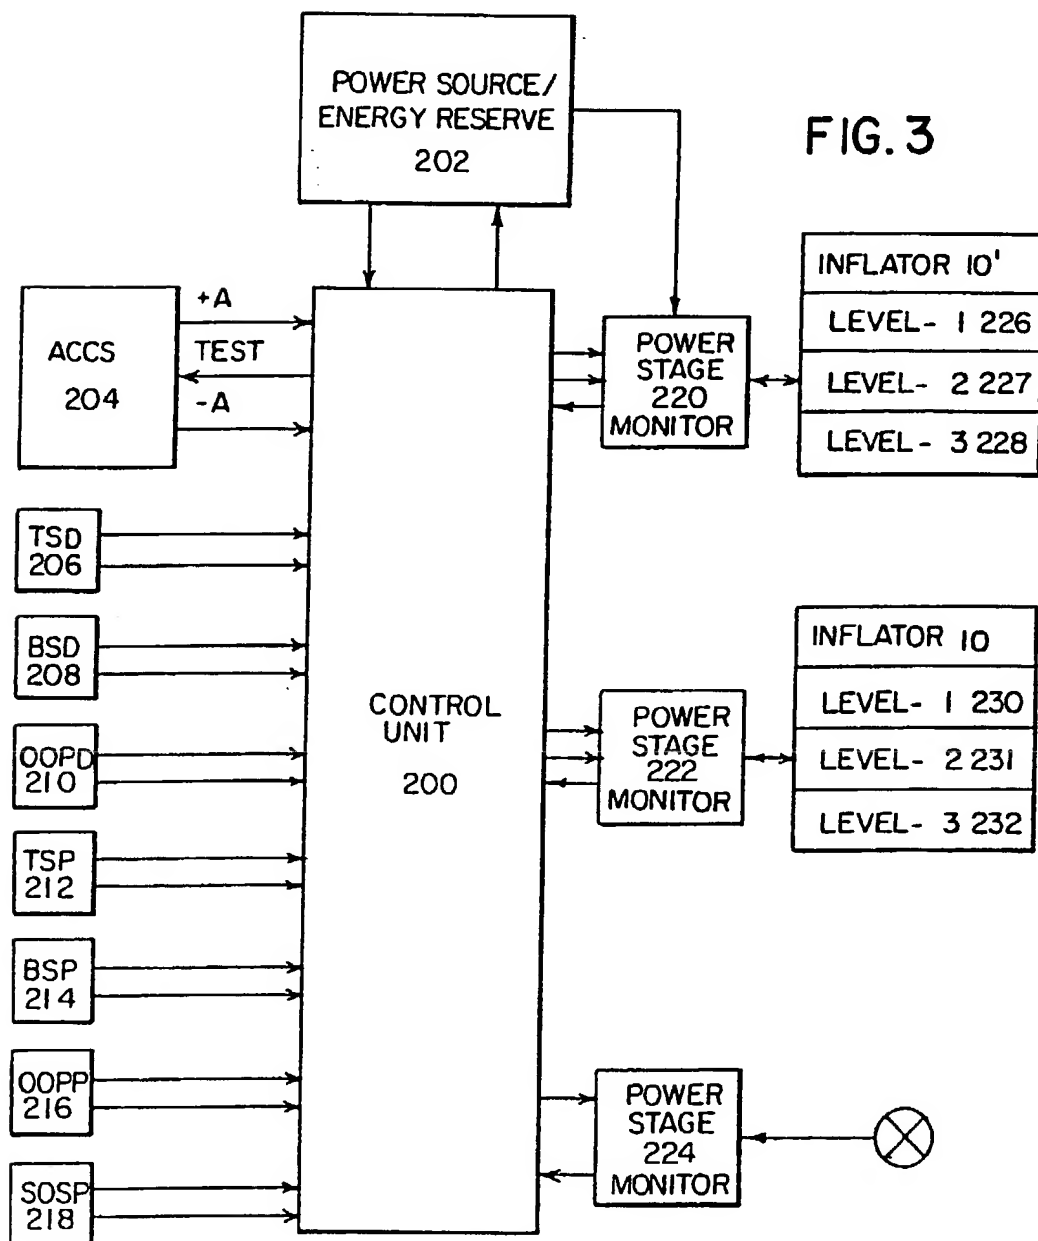 POWER SOURCE/
ENERGY RESERVE
202
FIG. 3
ACCS
204
+A
TEST
-A
TSD
206
BSD
208
OOPD
210
TSP
212
BSP
214
OOPP
216
SOSP
218
CONTROL
UNIT
200
POWER
STAGE
220
MONITOR
INFLATOR 10'
LEVEL- 1 226
LEVEL- 2 227
LEVEL- 3 228
POWER
STAGE
222
MONITOR
INFLATOR 10
LEVEL- 1 230
LEVEL- 2 231
LEVEL- 3 232
POWER
STAGE
224
MONITOR